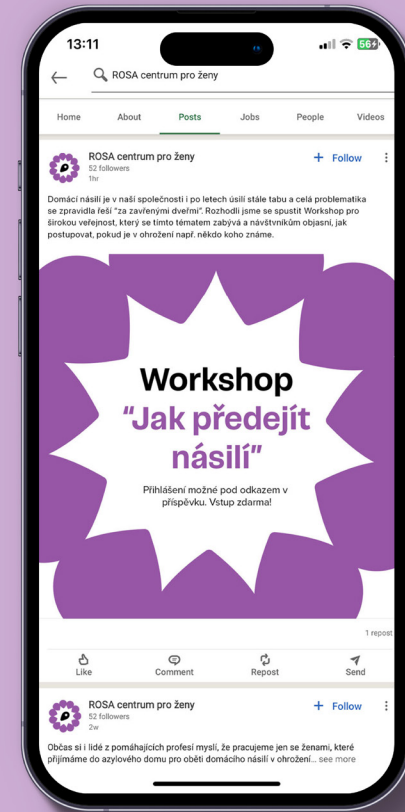 13:11
56
ROSA centrum pro ženy
Home About Posts Jobs People Videos
ROSA centrum pro ženy
52 followers
1hr
+ Follow
Domácí násilí je v naší společnosti i po letech úsilí stále tabu a celá problematika
se zpravidla řeší "za zavřenými dveřmi". Rozhodli jsme se spustit Workshop pro
širokou veřejnost, který se tímto tématem zabývá a návštvníkům objasní, jak
postupovat, pokud je v ohrožení např. někdo koho známe.
Workshop
"Jak předejít
násilí"
Přihlášení možné pod odkazem v
příspěvku. Vstup zdarma!
1 repost
Like Comment Repost Send
ROSA centrum pro ženy
52 followers
2w
+ Follow
Občas si i lidé z pomáhajících profesí myslí, že pracujeme jen se ženami, které
přijímáme do azylového domu pro oběti domácího násilí v ohrožení... see more